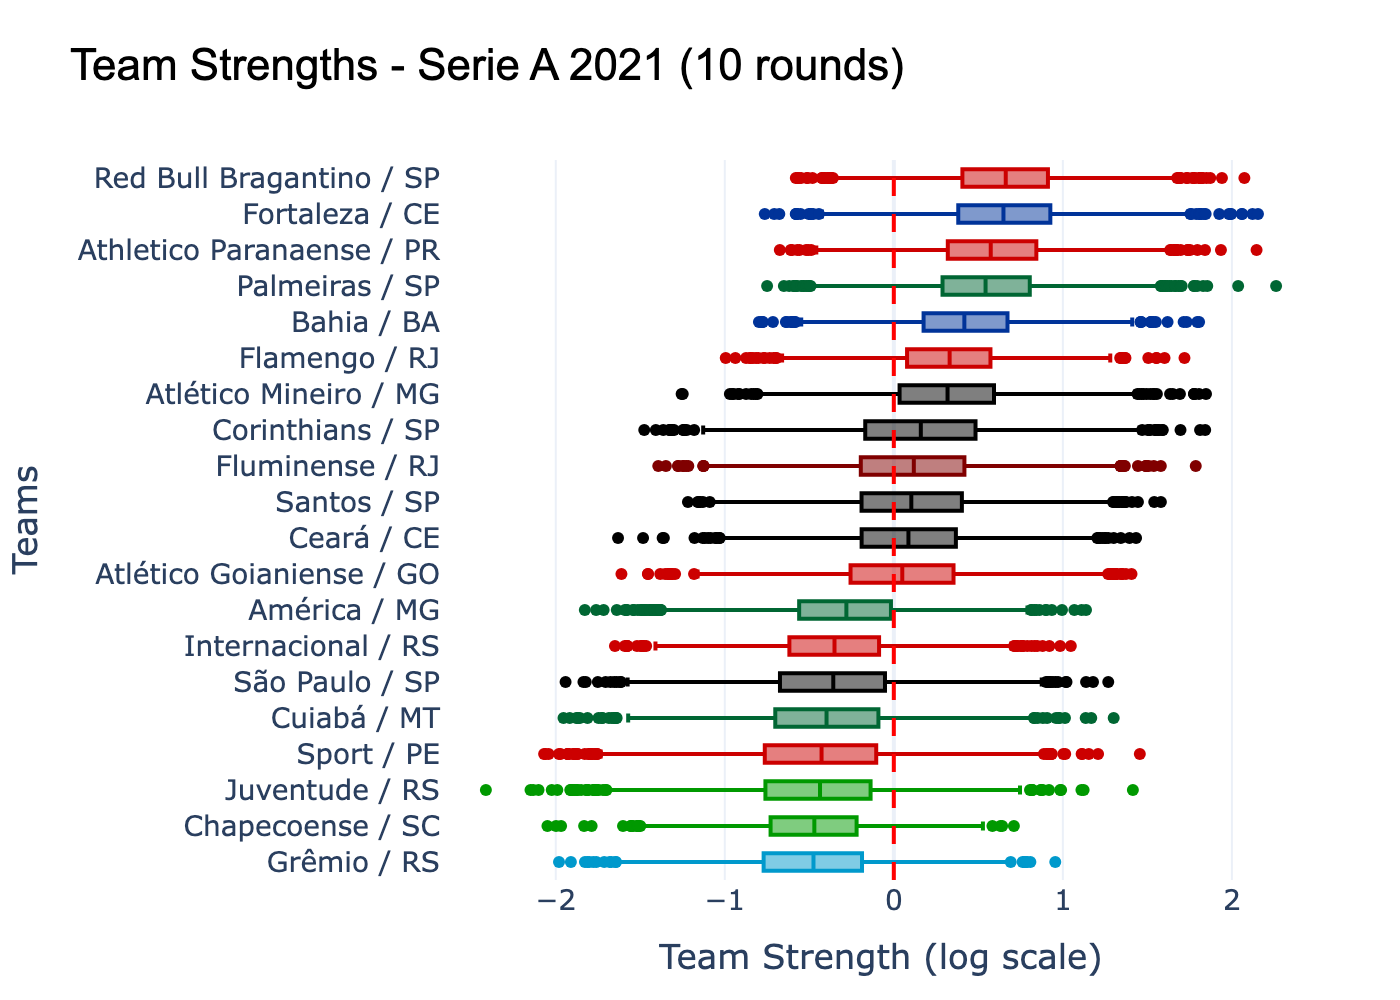 Team Strengths - Serie A 2021 (10 rounds)
Red Bull Bragantino / SP
Fortaleza / CE
Athletico Paranaense / PR
Palmeiras / SP
Bahia / BA
Flamengo / RJ
Atlético Mineiro / MG
Corinthians / SP
Fluminense / RJ
Santos / SP
Ceará / CE
Atlético Goianiense / GO
América / MG
Internacional / RS
São Paulo / SP
Cuiabá / MT
Sport / PE
Juventude / RS
Chapecoense / SC
Grêmio / RS
Teams
−2 −1 0 1 2
Team Strength (log scale)